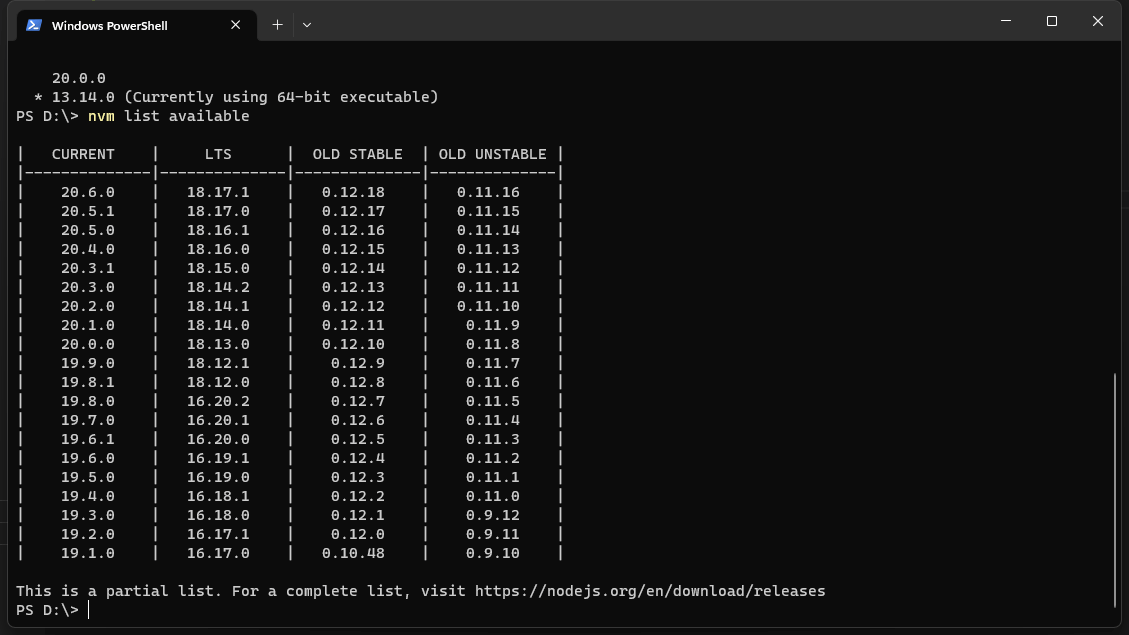 Windows PowerShell
20.0.0
* 13.14.0 (Currently using 64-bit executable)
PS D:\> nvm list available
| CURRENT | LTS | OLD STABLE | OLD UNSTABLE |
|--------------|--------------|--------------|--------------|
| 20.6.0 | 18.17.1 | 0.12.18 | 0.11.16 |
| 20.5.1 | 18.17.0 | 0.12.17 | 0.11.15 |
| 20.5.0 | 18.16.1 | 0.12.16 | 0.11.14 |
| 20.4.0 | 18.16.0 | 0.12.15 | 0.11.13 |
| 20.3.1 | 18.15.0 | 0.12.14 | 0.11.12 |
| 20.3.0 | 18.14.2 | 0.12.13 | 0.11.11 |
| 20.2.0 | 18.14.1 | 0.12.12 | 0.11.10 |
| 20.1.0 | 18.14.0 | 0.12.11 | 0.11.9 |
| 20.0.0 | 18.13.0 | 0.12.10 | 0.11.8 |
| 19.9.0 | 18.12.1 | 0.12.9 | 0.11.7 |
| 19.8.1 | 18.12.0 | 0.12.8 | 0.11.6 |
| 19.8.0 | 16.20.2 | 0.12.7 | 0.11.5 |
| 19.7.0 | 16.20.1 | 0.12.6 | 0.11.4 |
| 19.6.1 | 16.20.0 | 0.12.5 | 0.11.3 |
| 19.6.0 | 16.19.1 | 0.12.4 | 0.11.2 |
| 19.5.0 | 16.19.0 | 0.12.3 | 0.11.1 |
| 19.4.0 | 16.18.1 | 0.12.2 | 0.11.0 |
| 19.3.0 | 16.18.0 | 0.12.1 | 0.9.12 |
| 19.2.0 | 16.17.1 | 0.12.0 | 0.9.11 |
| 19.1.0 | 16.17.0 | 0.10.48 | 0.9.10 |
This is a partial list. For a complete list, visit https://nodejs.org/en/download/releases
PS D:\>